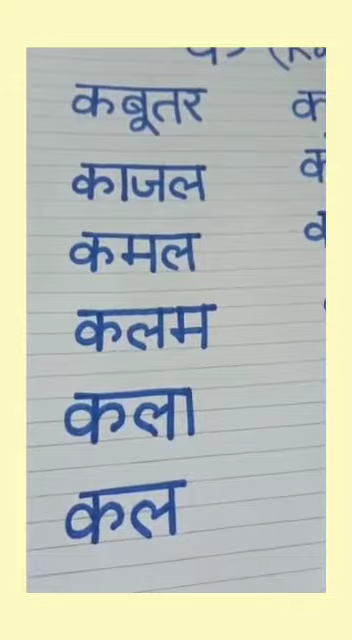 कबूतर
काजल
कमल
कलम
कला
कल